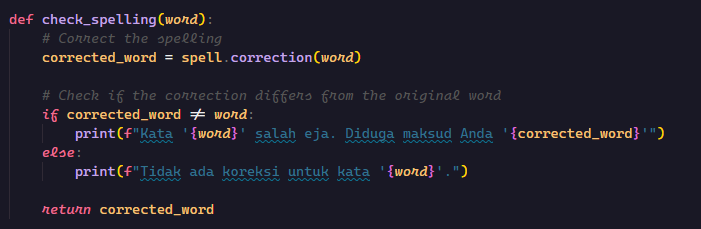 def check_spelling(word):
    # Correct the spelling
    corrected_word = spell.correction(word)

    # Check if the correction differs from the original word
    if corrected_word != word:
        print(f"Kata '{word}' salah eja. Diduga maksud Anda '{corrected_word}'")
    else:
        print(f"Tidak ada koreksi untuk kata '{word}'.")

    return corrected_word